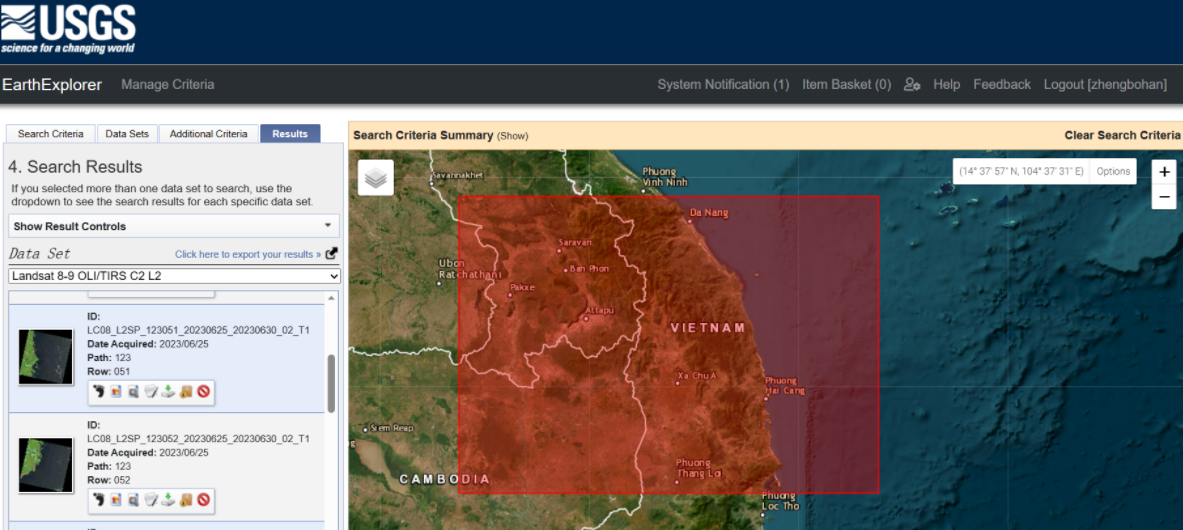 USGS
science for a changing world
EarthExplorer Manage Criteria System Notification (1) Item Basket (0) Help Feedback Logout [zhengbohan]
Search Criteria Data Sets Additional Criteria Results
4. Search Results
If you selected more than one data set to search, use the
dropdown to see the search results for each specific data set.
Show Result Controls
Data Set Click here to export your results »
Landsat 8-9 OLI/TIRS C2 L2
ID:
LC08_L2SP_123051_20230625_20230630_02_T1
Date Acquired: 2023/06/25
Path: 123
Row: 051
ID:
LC08_L2SP_123052_20230625_20230630_02_T1
Date Acquired: 2023/06/25
Path: 123
Row: 052
Search Criteria Summary (Show) Clear Search Criteria
(14° 37' 57" N, 104° 37' 31" E) Options
+
−
Savannakhet
Phuong
Vinh Ninh
Da Nang
Saravan
Ubon
Ratchathani
Ban Phon
Pakxe
Attapu
VIETNAM
Xa Chu A
Phuong
Hai Cang
Siem Reap
CAMBODIA
Phuong
Thang Loi
Phuong
Loc Tho